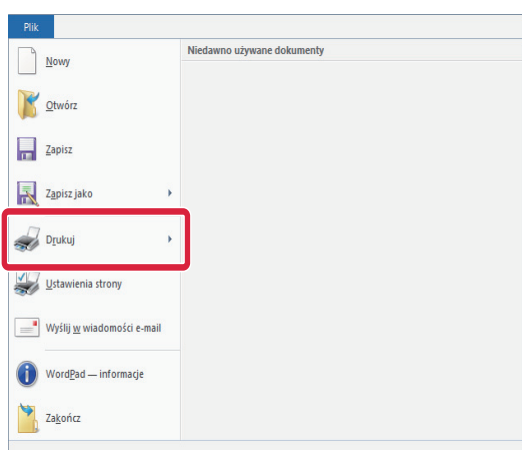 Plik
Niedawno używane dokumenty
Nowy
Otwórz
Zapisz
Zapisz jako
Drukuj
Ustawienia strony
Wyślij w wiadomości e-mail
WordPad — informacje
Zakończ